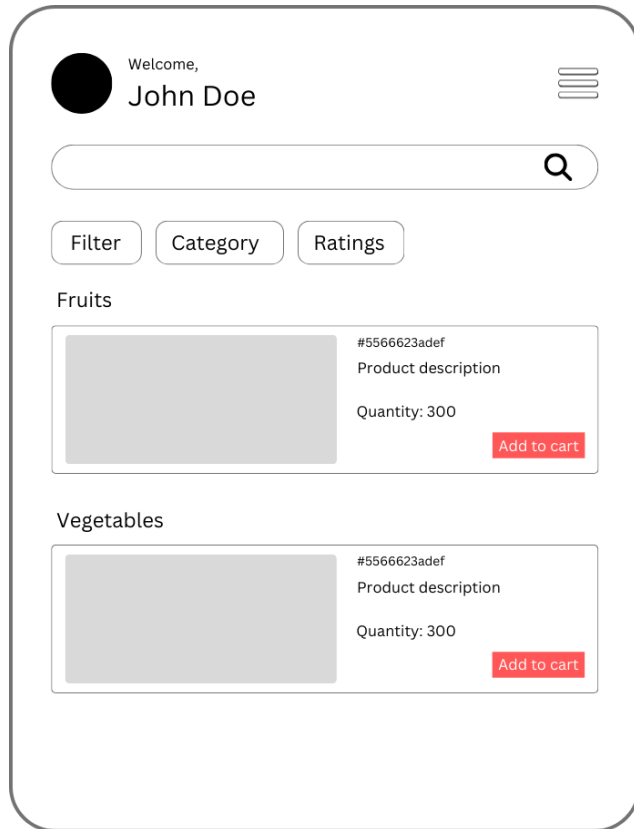 Welcome,
John Doe
Filter
Category
Ratings
Fruits
#5566623adef
Product description
Quantity: 300
Add to cart
Vegetables
#5566623adef
Product description
Quantity: 300
Add to cart